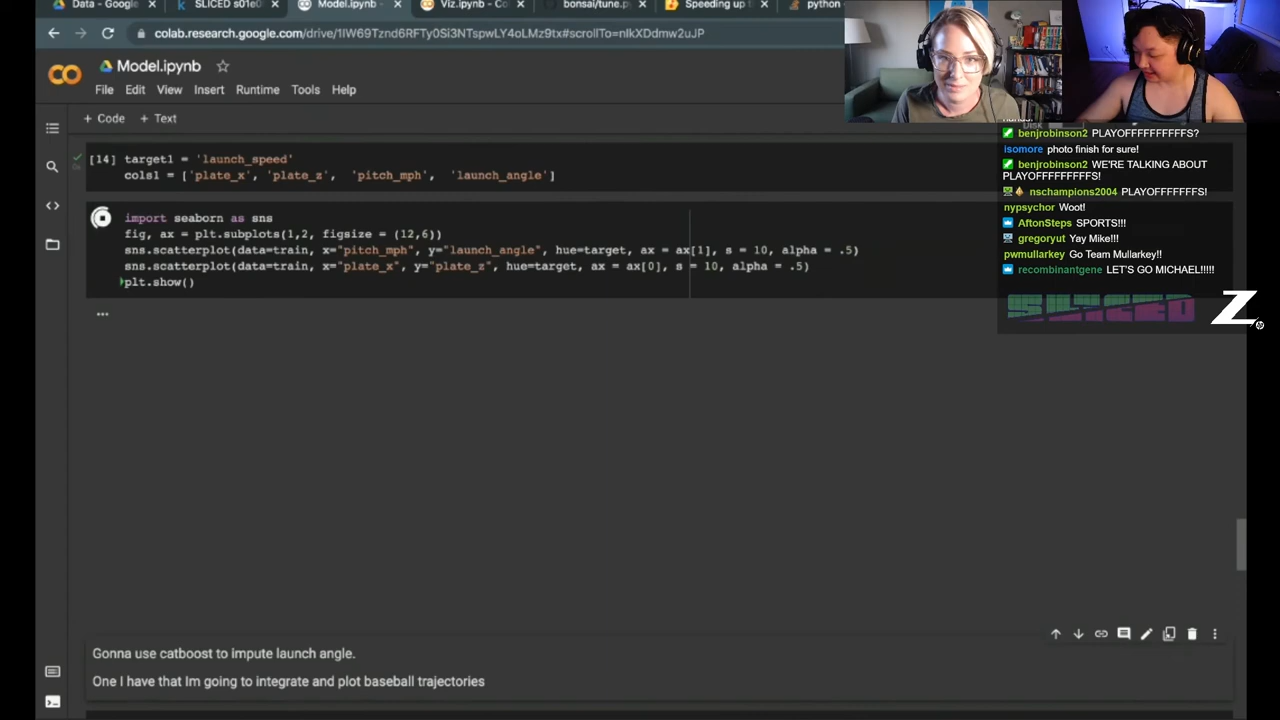 Data - Google
SLICED s01e0
Model.ipynb
Viz.ipynb - Co
bonsai/tune.py
Speeding up t
python
colab.research.google.com/drive/1IW69Tznd6RFTy0Si3NTspwLY4oLMz9tx#scrollTo=nIkXDdmw2uJP
Model.ipynb
File Edit View Insert Runtime Tools Help
+ Code + Text
[14] target1 = 'launch_speed'
cols1 = ['plate_x', 'plate_z', 'pitch_mph', 'launch_angle']
import seaborn as sns
fig, ax = plt.subplots(1,2, figsize = (12,6))
sns.scatterplot(data=train, x="pitch_mph", y="launch_angle", hue=target, ax = ax[1], s = 10, alpha = .5)
sns.scatterplot(data=train, x="plate_x", y="plate_z", hue=target, ax = ax[0], s = 10, alpha = .5)
plt.show()
...
Gonna use catboost to impute launch angle.
One I have that Im going to integrate and plot baseball trajectories
Disk
benjrobinson2 PLAYOFFFFFFFFFS?
isomore photo finish for sure!
benjrobinson2 WE'RE TALKING ABOUT
PLAYOFFFFFFFFFS!
nschampions2004 PLAYOFFFFFFS!
nypsychor Woot!
AftonSteps SPORTS!!!
gregoryut Yay Mike!!!
pwmullarkey Go Team Mullarkey!!
recombinantgene LET'S GO MICHAEL!!!!!
SLICED
Z